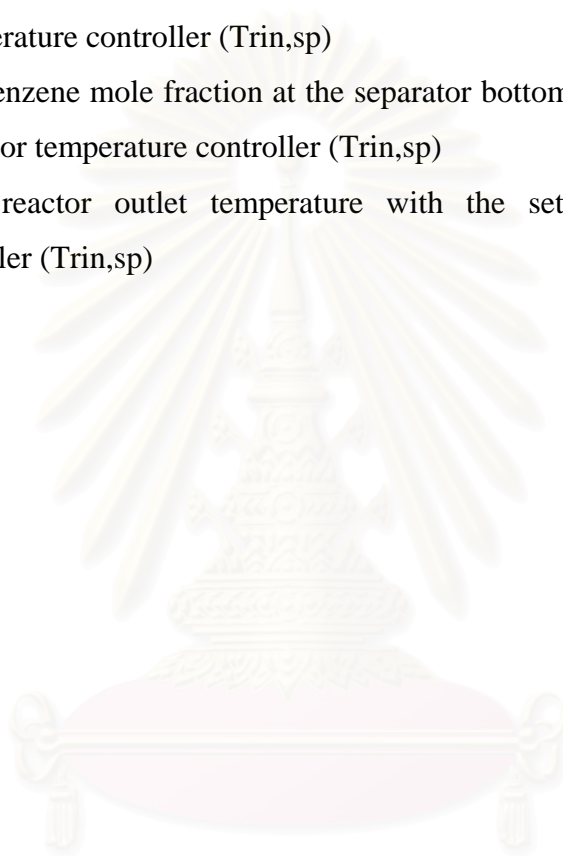 erature controller (Trin,sp)
enzene mole fraction at the separator bottom
or temperature controller (Trin,sp)
reactor outlet temperature with the set
ler (Trin,sp)